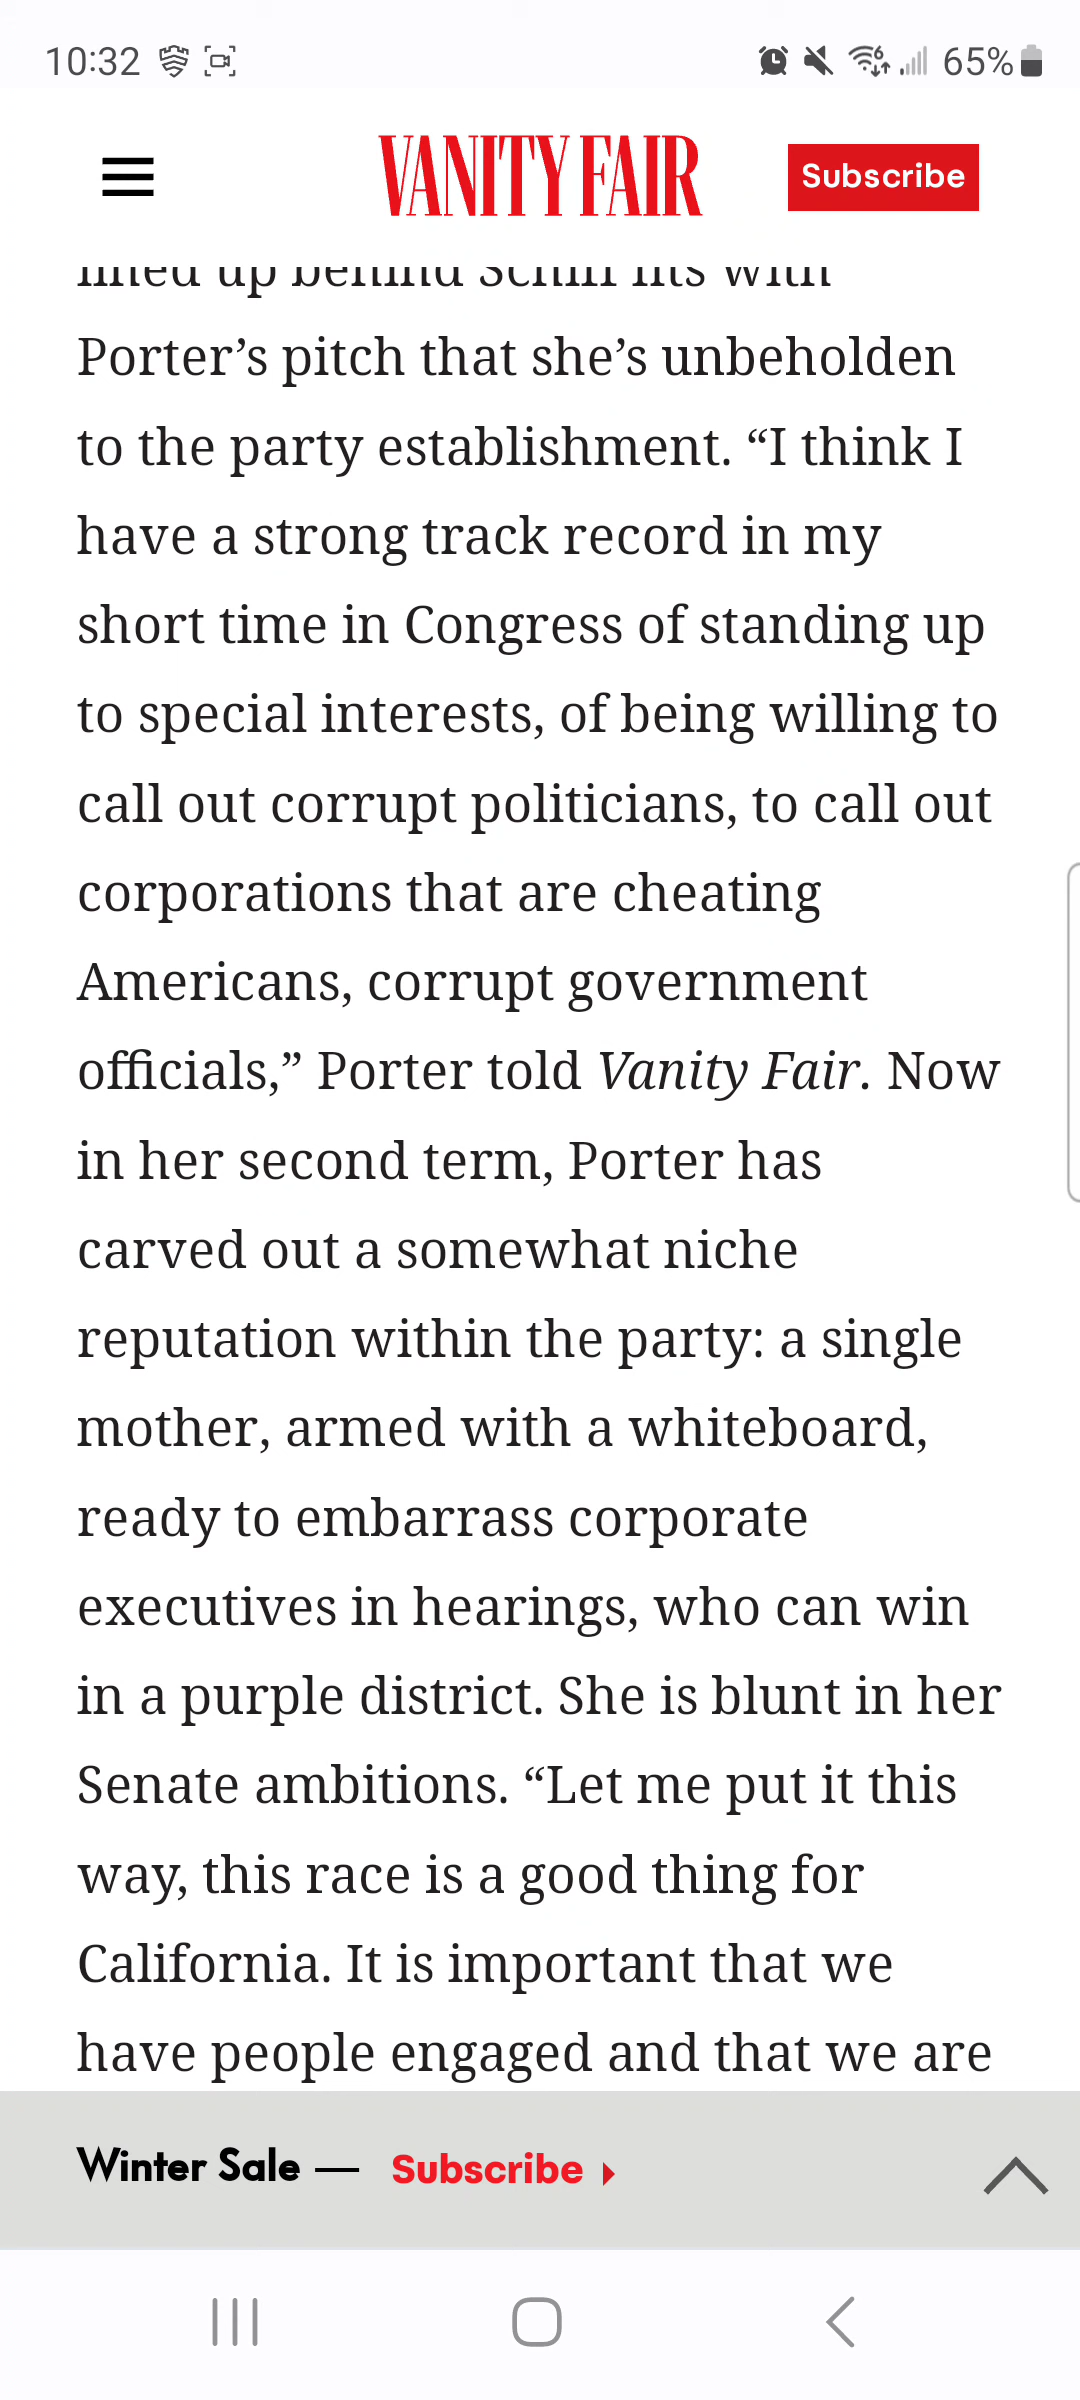 10:32
65%
VANITY FAIR
Subscribe
lined up behind Schiff fits with
Porter’s pitch that she’s unbeholden
to the party establishment. “I think I
have a strong track record in my
short time in Congress of standing up
to special interests, of being willing to
call out corrupt politicians, to call out
corporations that are cheating
Americans, corrupt government
officials,” Porter told Vanity Fair. Now
in her second term, Porter has
carved out a somewhat niche
reputation within the party: a single
mother, armed with a whiteboard,
ready to embarrass corporate
executives in hearings, who can win
in a purple district. She is blunt in her
Senate ambitions. “Let me put it this
way, this race is a good thing for
California. It is important that we
have people engaged and that we are
Winter Sale — Subscribe